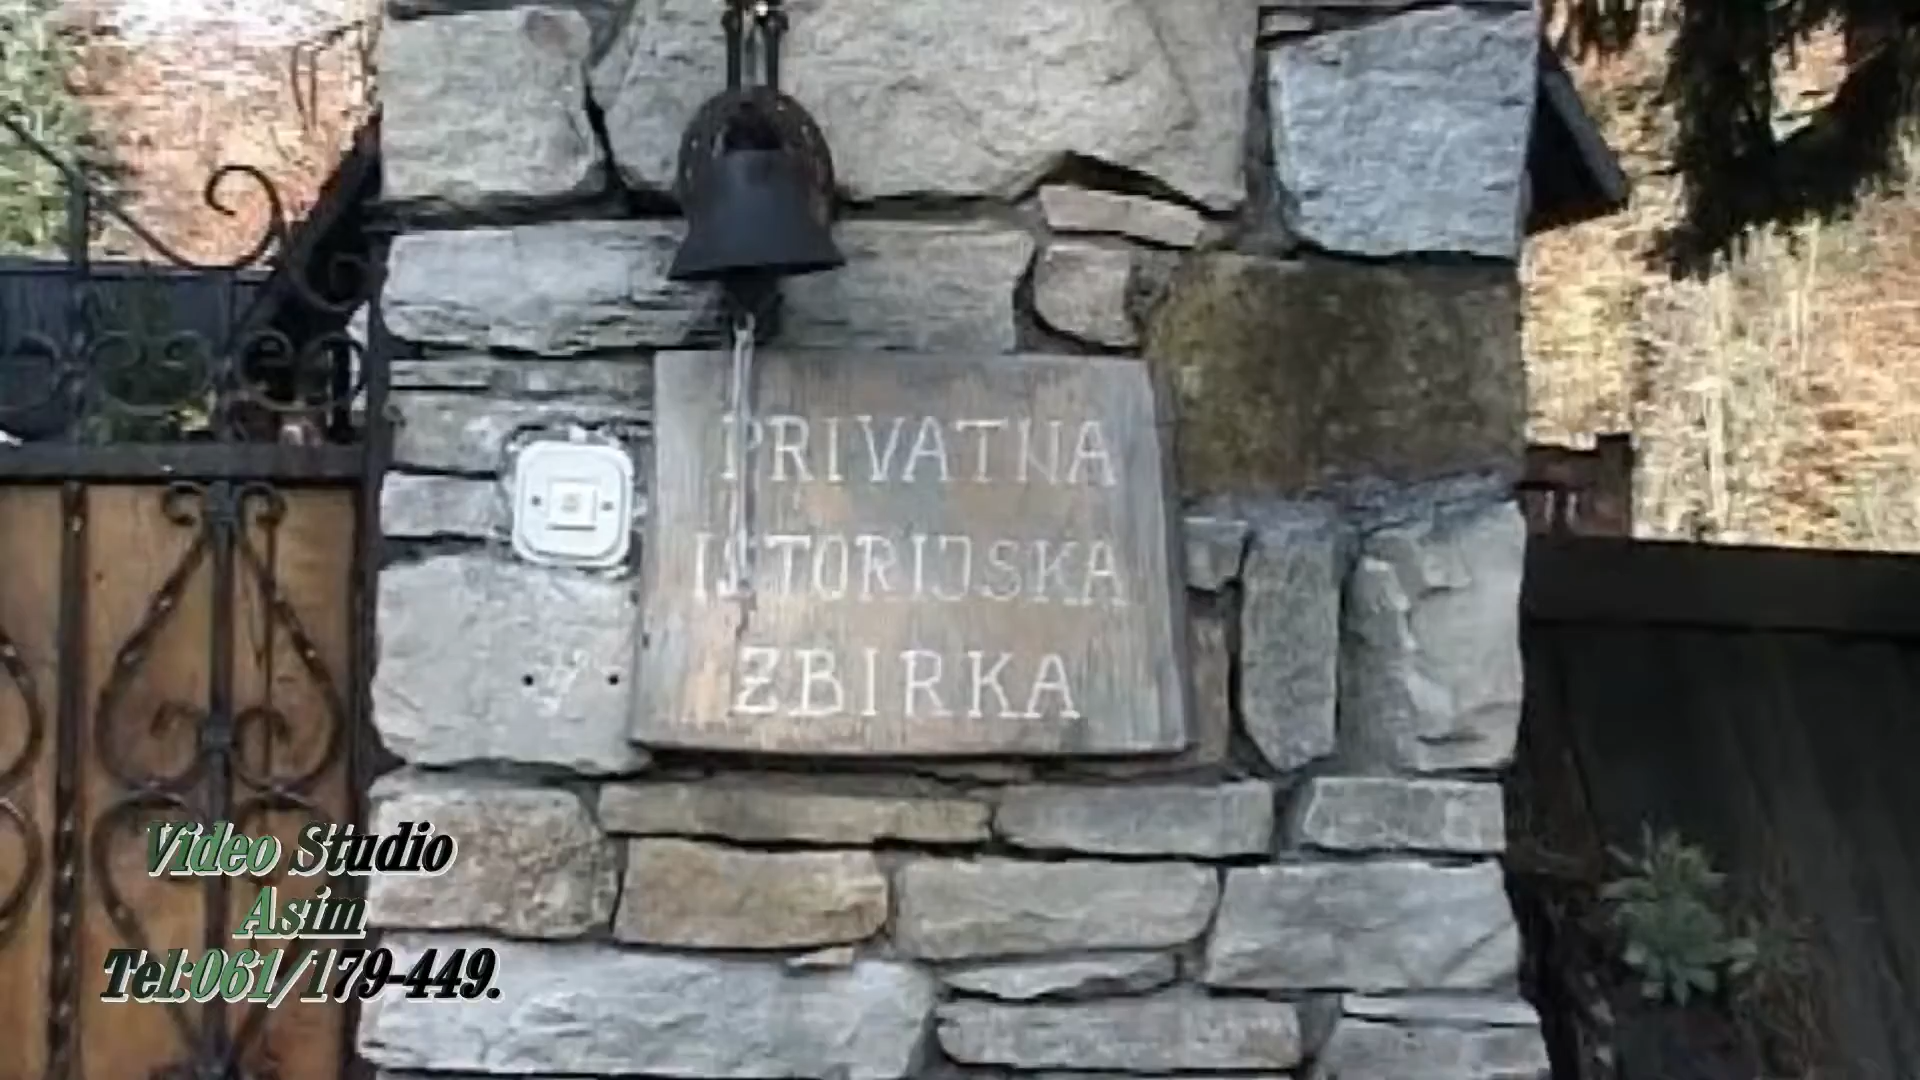 PRIVATNA
ISTORIJSKA
ZBIRKA
Video Studio
Asim
Tel:061/179-449.